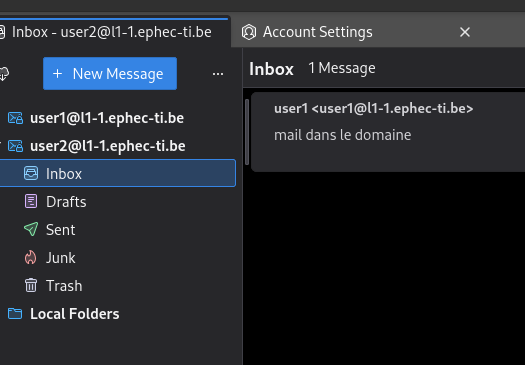 Inbox - user2@l1-1.ephec-ti.be
Account Settings
+ New Message
Inbox 1 Message
user1@l1-1.ephec-ti.be
user2@l1-1.ephec-ti.be
Inbox
Drafts
Sent
Junk
Trash
Local Folders
user1 <user1@l1-1.ephec-ti.be>
mail dans le domaine